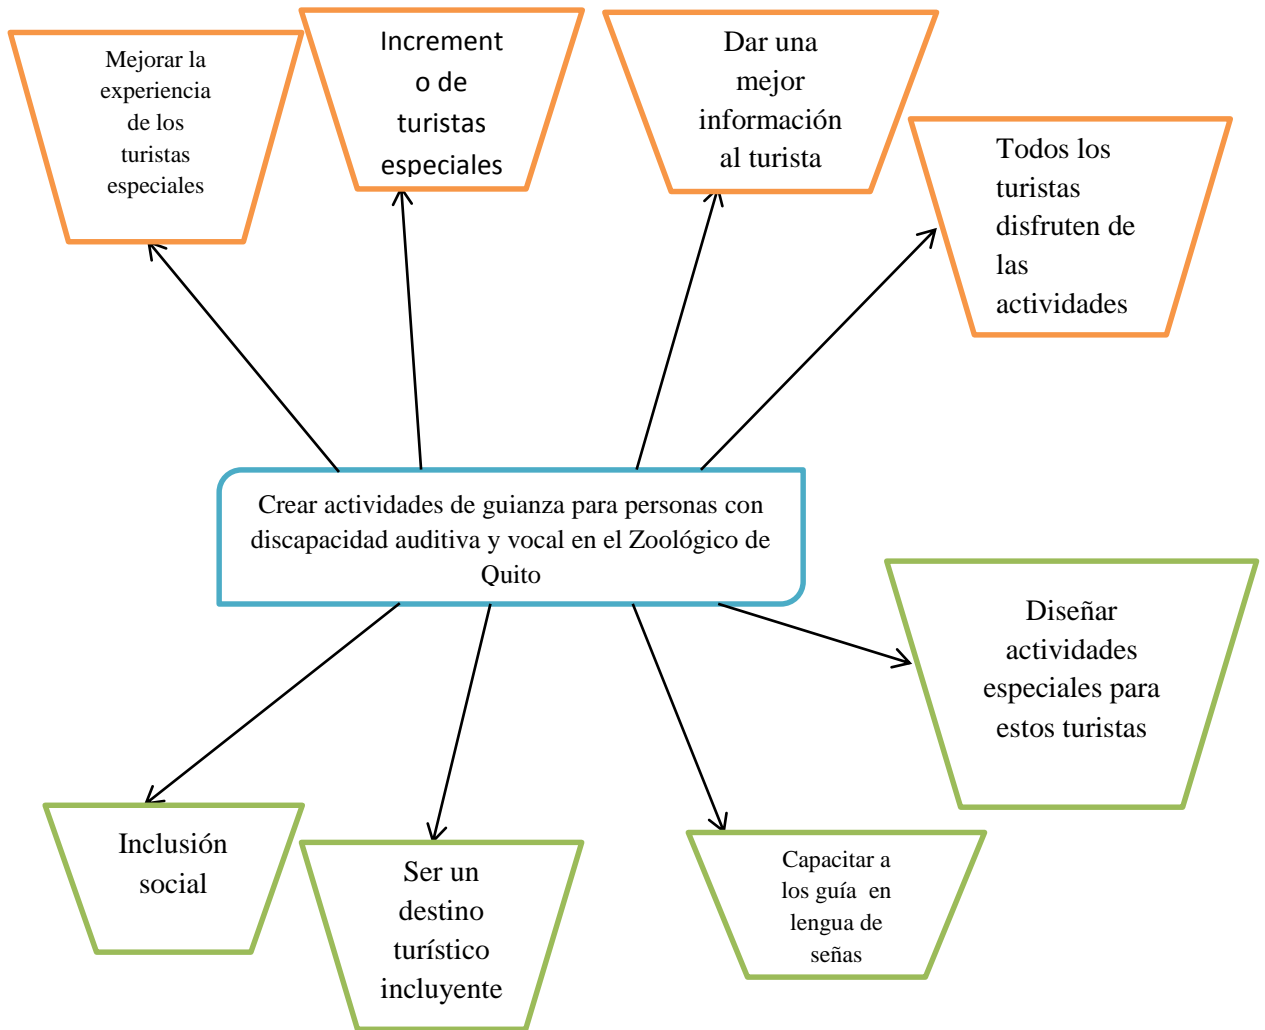 Mejorar la
experiencia
de los
turistas
especiales
Increment
o de
turistas
especiales
Dar una
mejor
información
al turista
Todos los
turistas
disfruten de
las
actividades
Crear actividades de guianza para personas con
discapacidad auditiva y vocal en el Zoológico de
Quito
Diseñar
actividades
especiales para
estos turistas
Inclusión
social
Ser un
destino
turístico
incluyente
Capacitar a
los guía  en
lengua de
señas